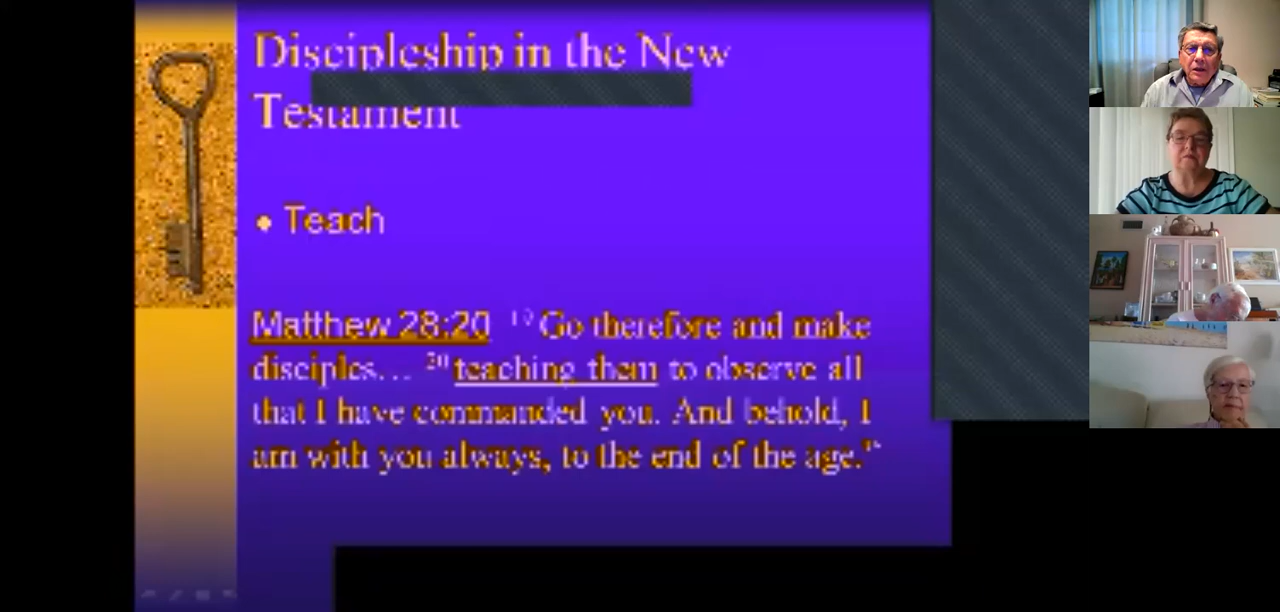 Discipleship in the New
Testament
• Teach
Matthew 28:20 19 Go therefore and make
disciples... 20 teaching them to observe all
that I have commanded you. And behold, I
am with you always, to the end of the age."